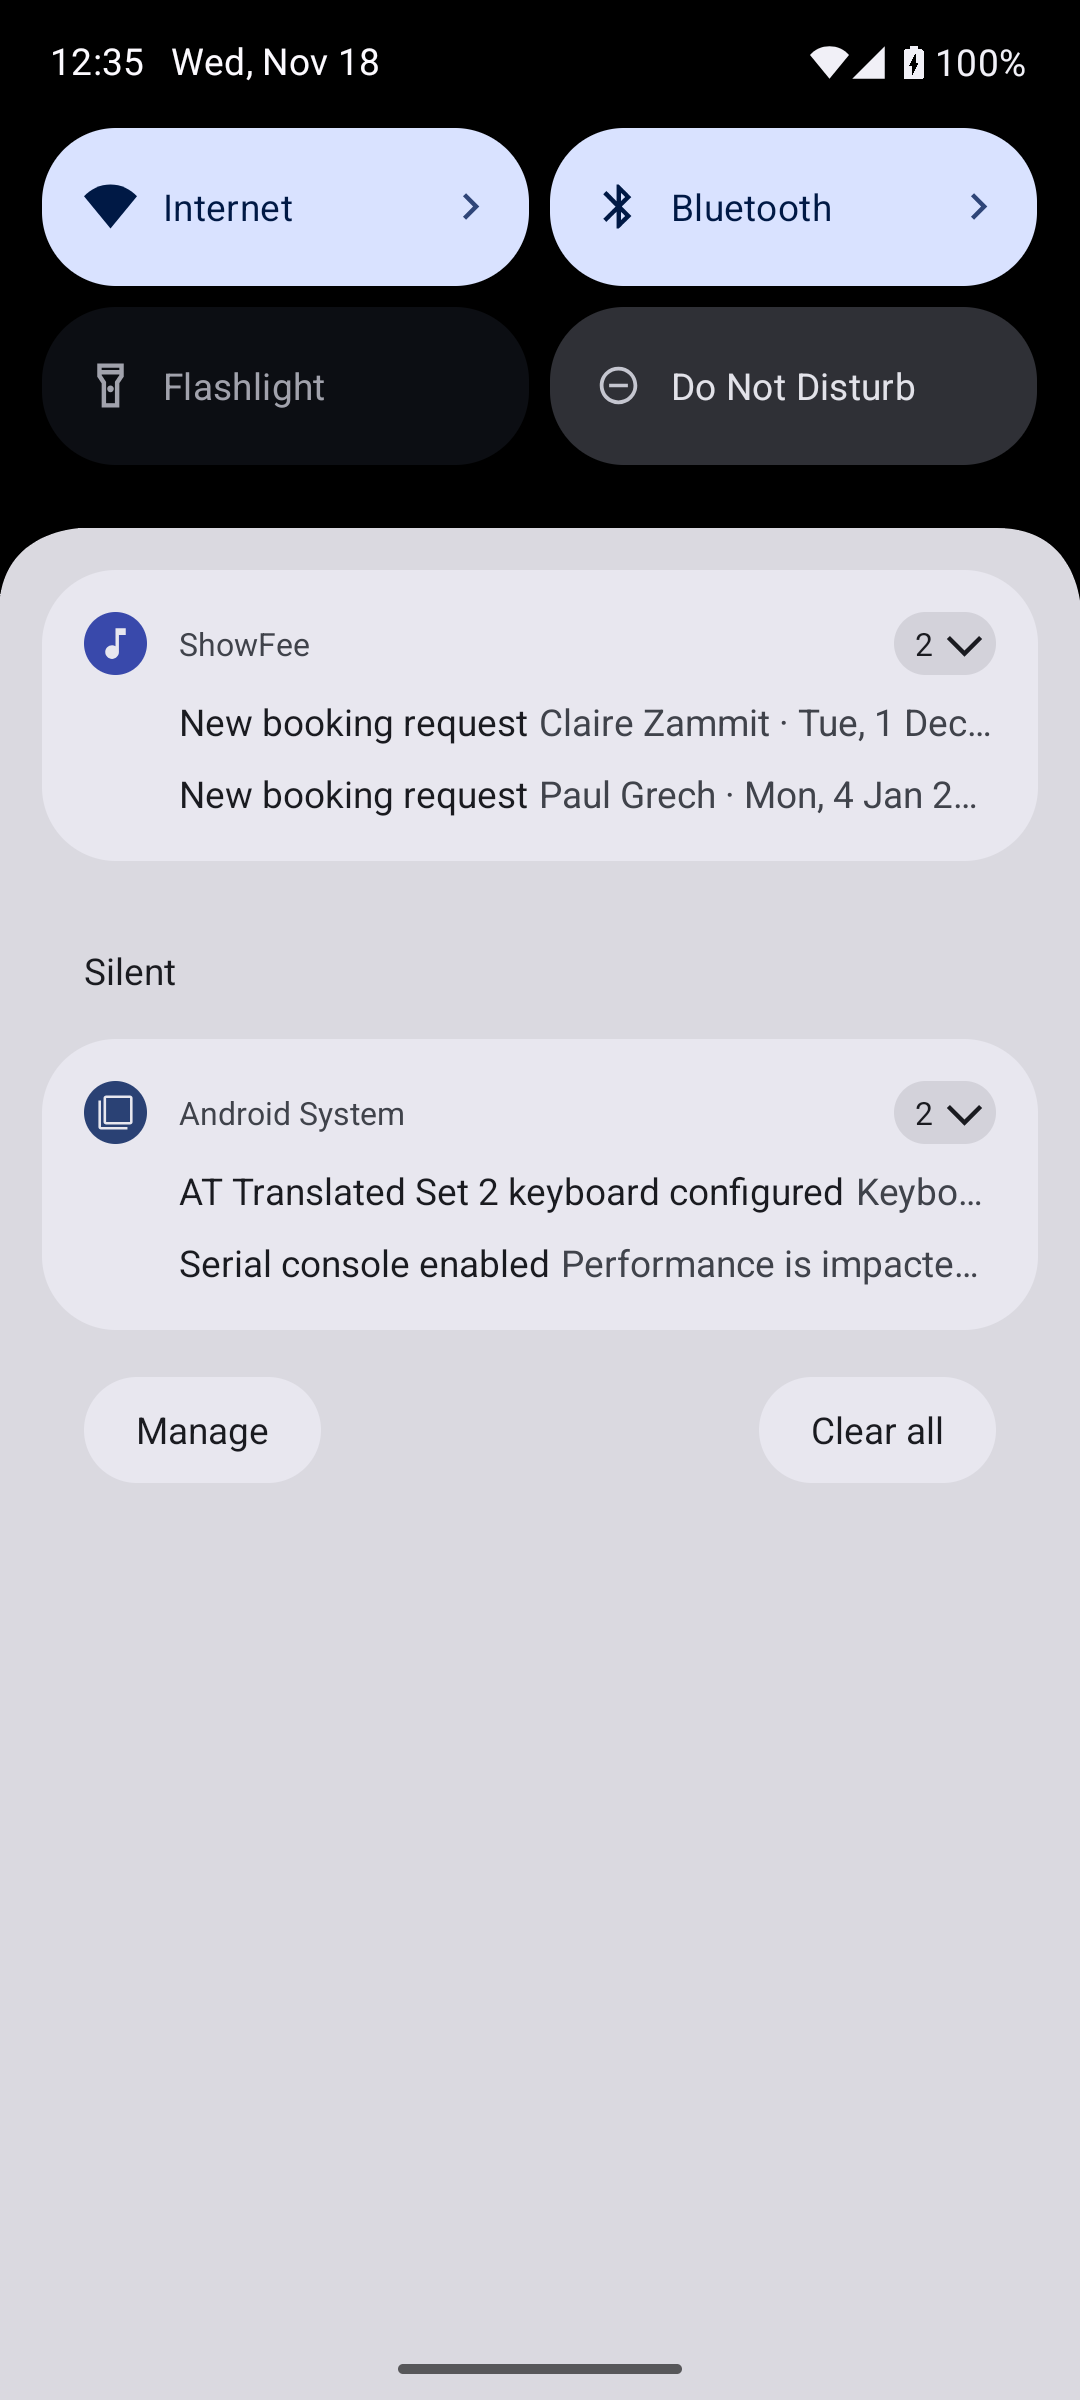 12:35 Wed, Nov 18 100%
Internet
Bluetooth
Flashlight
Do Not Disturb
ShowFee 2
New booking request Claire Zammit · Tue, 1 Dec...
New booking request Paul Grech · Mon, 4 Jan 2...
Silent
Android System 2
AT Translated Set 2 keyboard configured Keybo...
Serial console enabled Performance is impacte...
Manage
Clear all